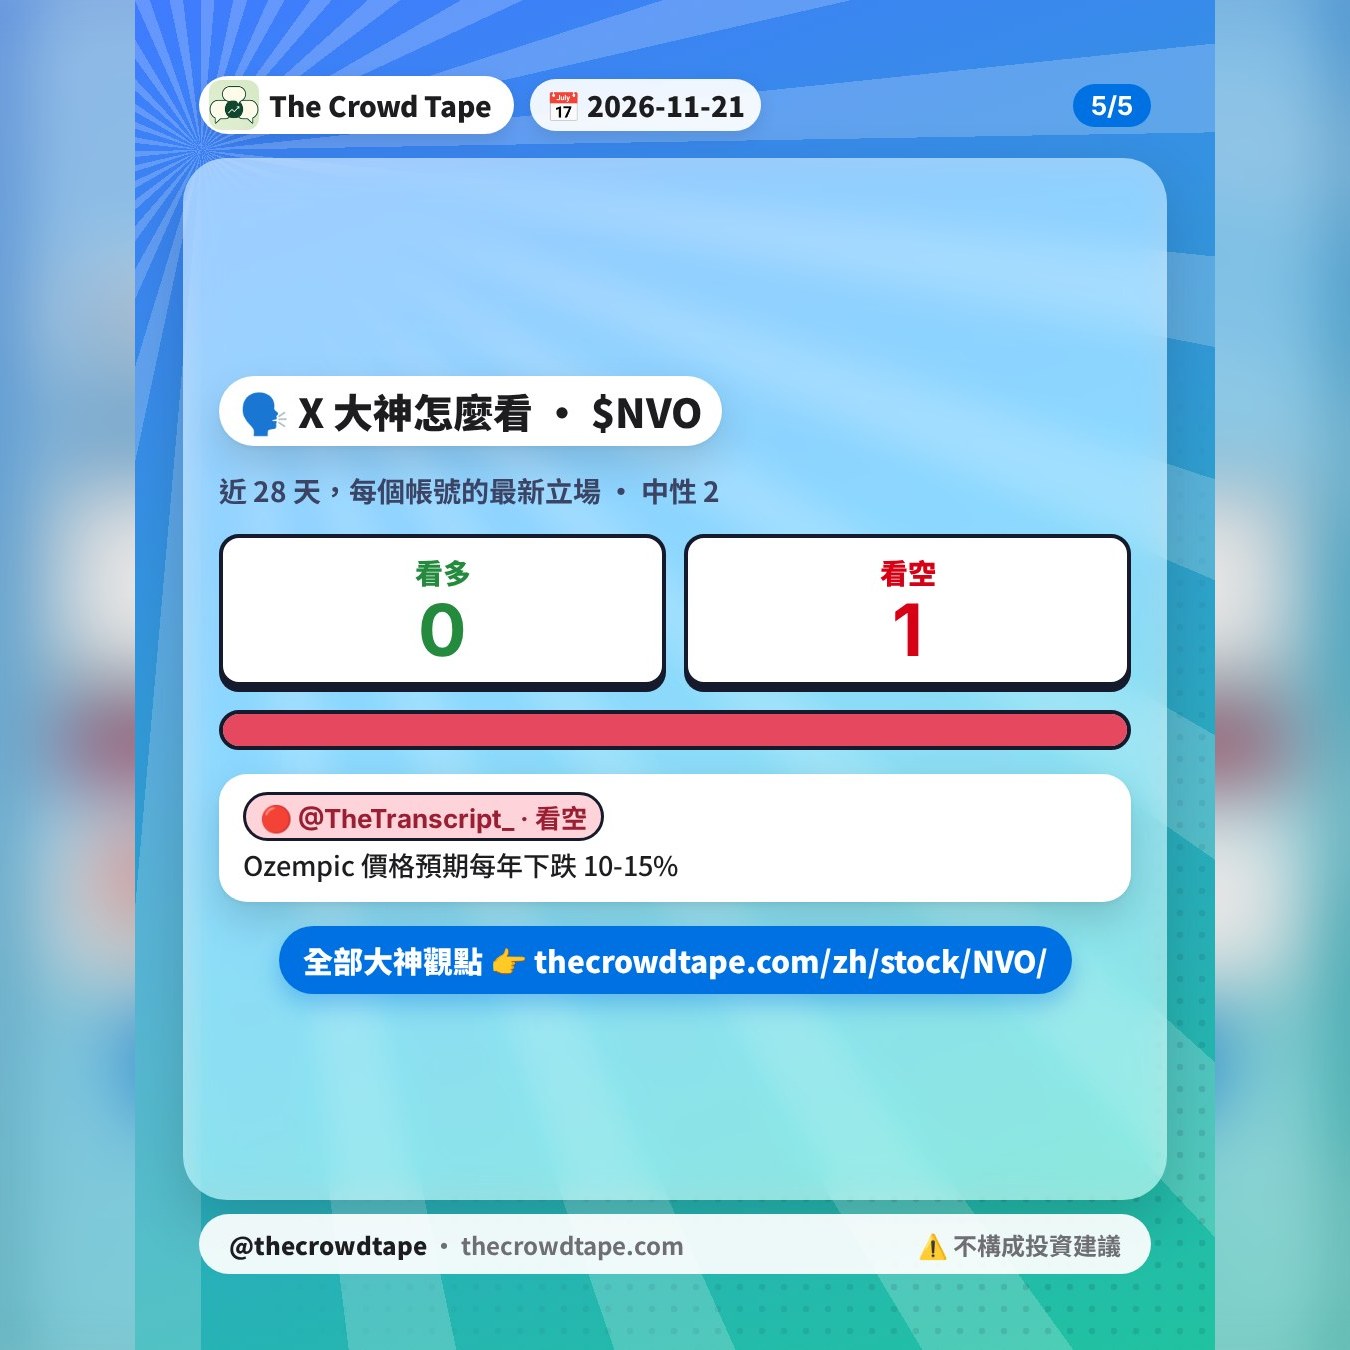 The Crowd Tape
📅 2026-11-21
5/5
🗣️ X 大神怎麼看 · $NVO
近 28 天，每個帳號的最新立場 · 中性 2
看多
0
看空
1
🔴 @TheTranscript_ · 看空
Ozempic 價格預期每年下跌 10-15%
全部大神觀點 👉 thecrowdtape.com/zh/stock/NVO/
@thecrowdtape · thecrowdtape.com
⚠️ 不構成投資建議